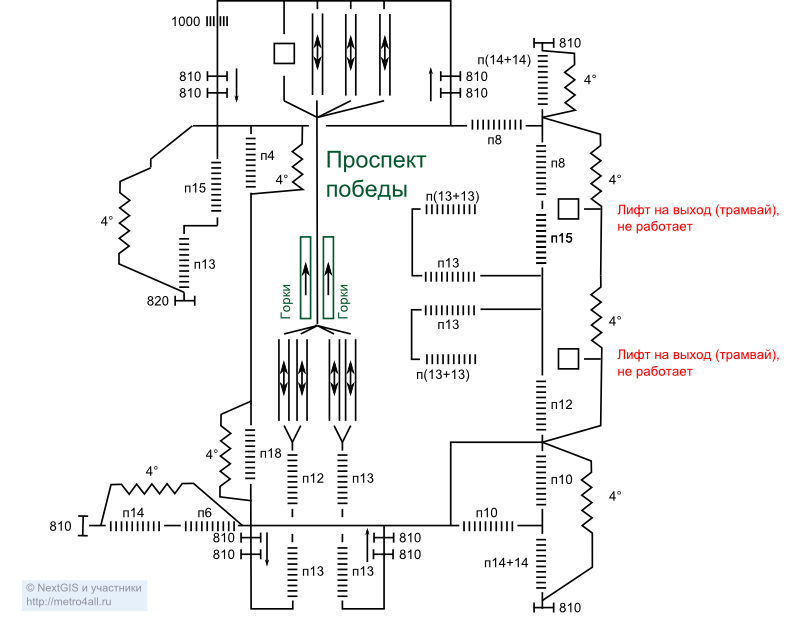 1000
810
810
810
810
810
п(14+14)
4°
п8
п8
4°
п4
4°
Проспект
победы
п15
4°
п13
820
п(13+13)
Лифт на выход (трамвай),
не работает
п15
п13
Горки
Горки
п13
4°
Лифт на выход (трамвай),
не работает
п(13+13)
п12
4°
п18
4°
п12
п13
п10
4°
п14
п6
810
п10
810
810
810
810
п13
п13
п14+14
810
© NextGIS и участники
http://metro4all.ru